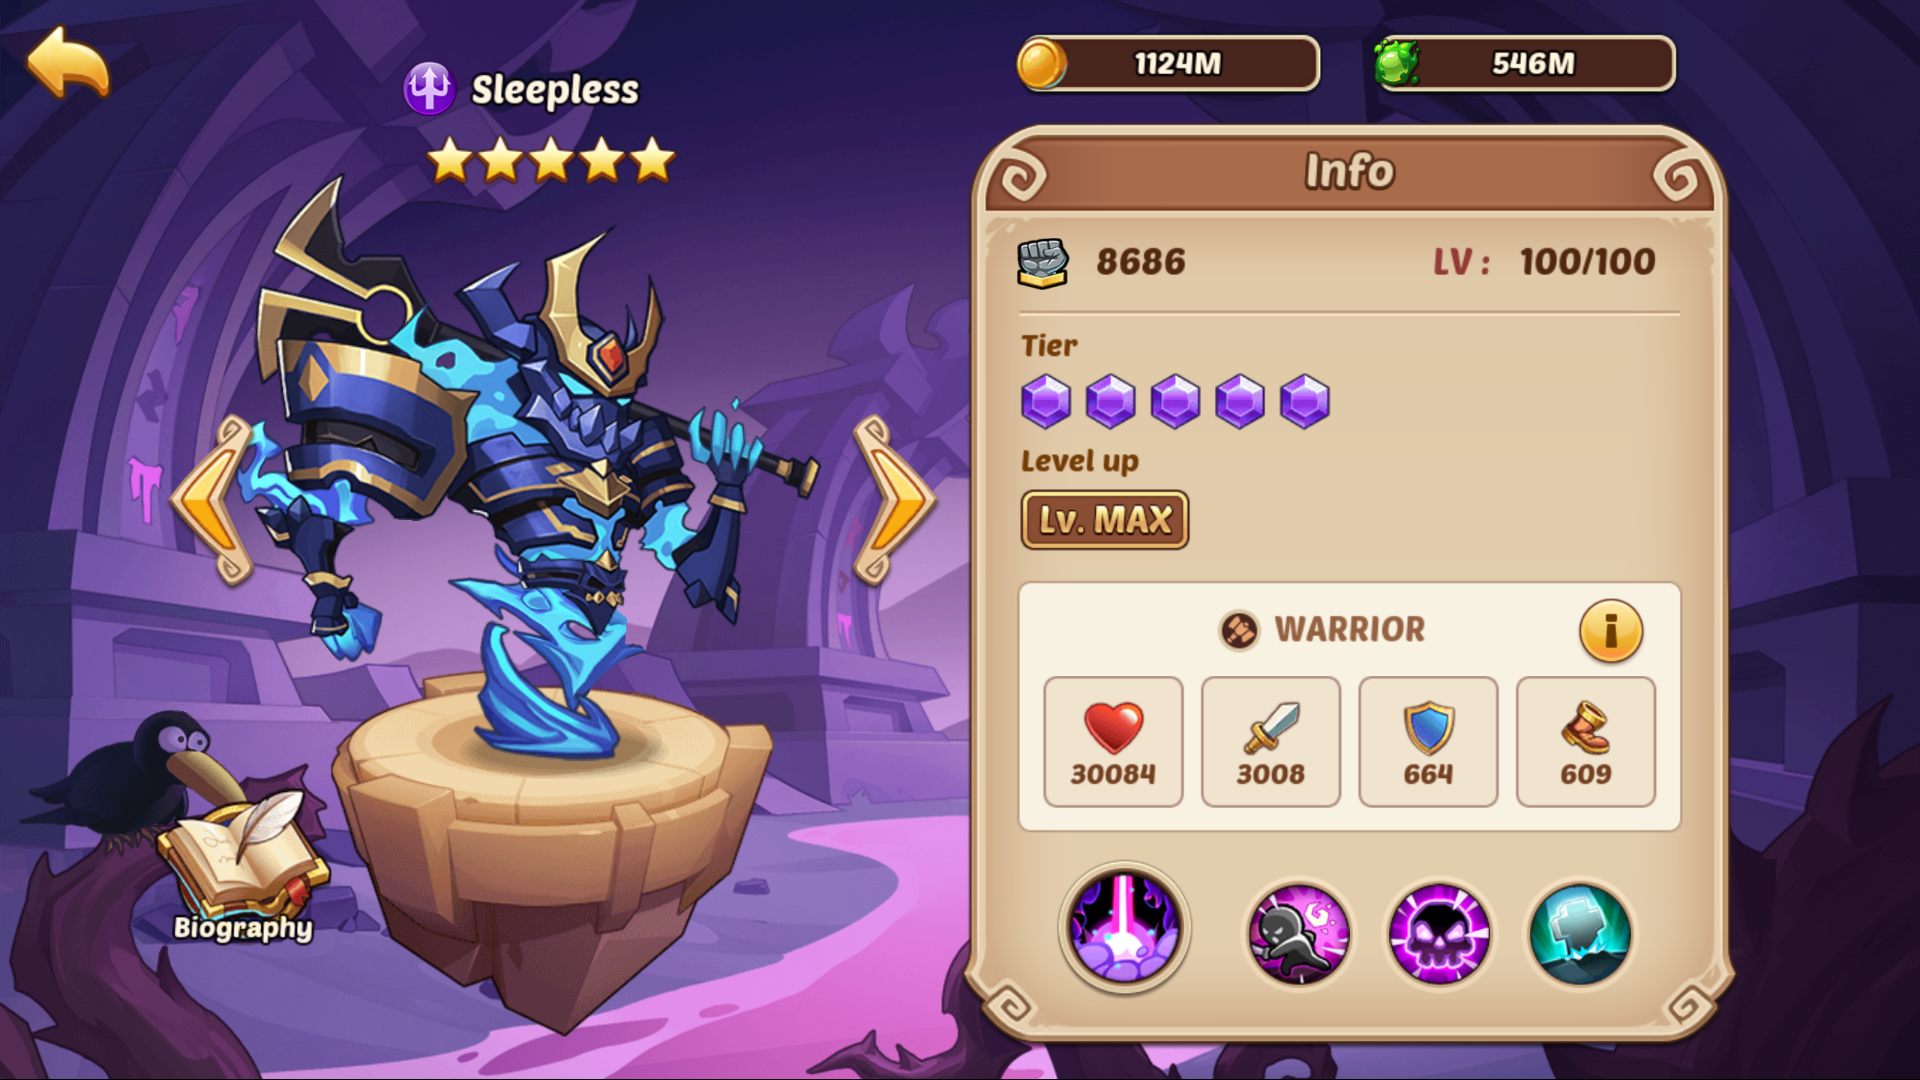 Sleepless
1124M
546M
Info
8686
LV : 100/100
Tier
Level up
Lv. MAX
WARRIOR
30084
3008
664
609
Biography